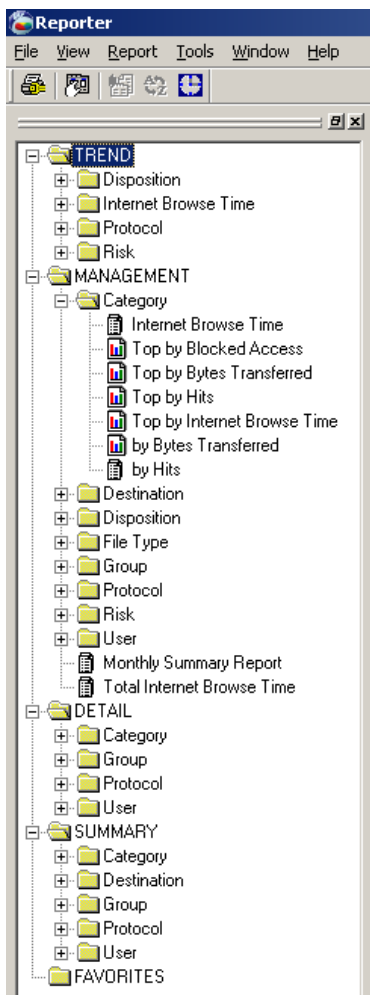 Reporter
File View Report Tools Window Help
TREND
Disposition
Internet Browse Time
Protocol
Risk
MANAGEMENT
Category
Internet Browse Time
Top by Blocked Access
Top by Bytes Transferred
Top by Hits
Top by Internet Browse Time
by Bytes Transferred
by Hits
Destination
Disposition
File Type
Group
Protocol
Risk
User
Monthly Summary Report
Total Internet Browse Time
DETAIL
Category
Group
Protocol
User
SUMMARY
Category
Destination
Group
Protocol
User
FAVORITES